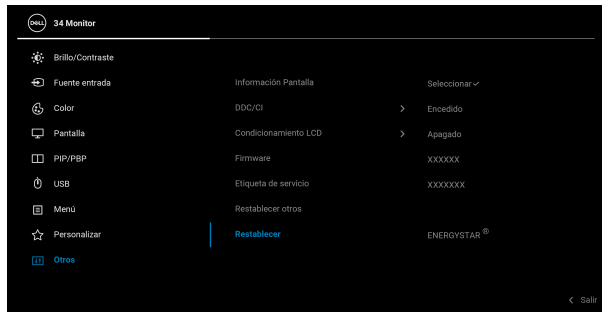 DELL 34 Monitor
Brillo/Contraste
Fuente entrada Información Pantalla Seleccionar
Color DDC/CI Encedido
Pantalla Condicionamiento LCD Apagado
PIP/PBP Firmware XXXXXX
USB Etiqueta de servicio XXXXXXX
Menú Restablecer otros
Personalizar Restablecer ENERGYSTAR ®
Otros
Salir